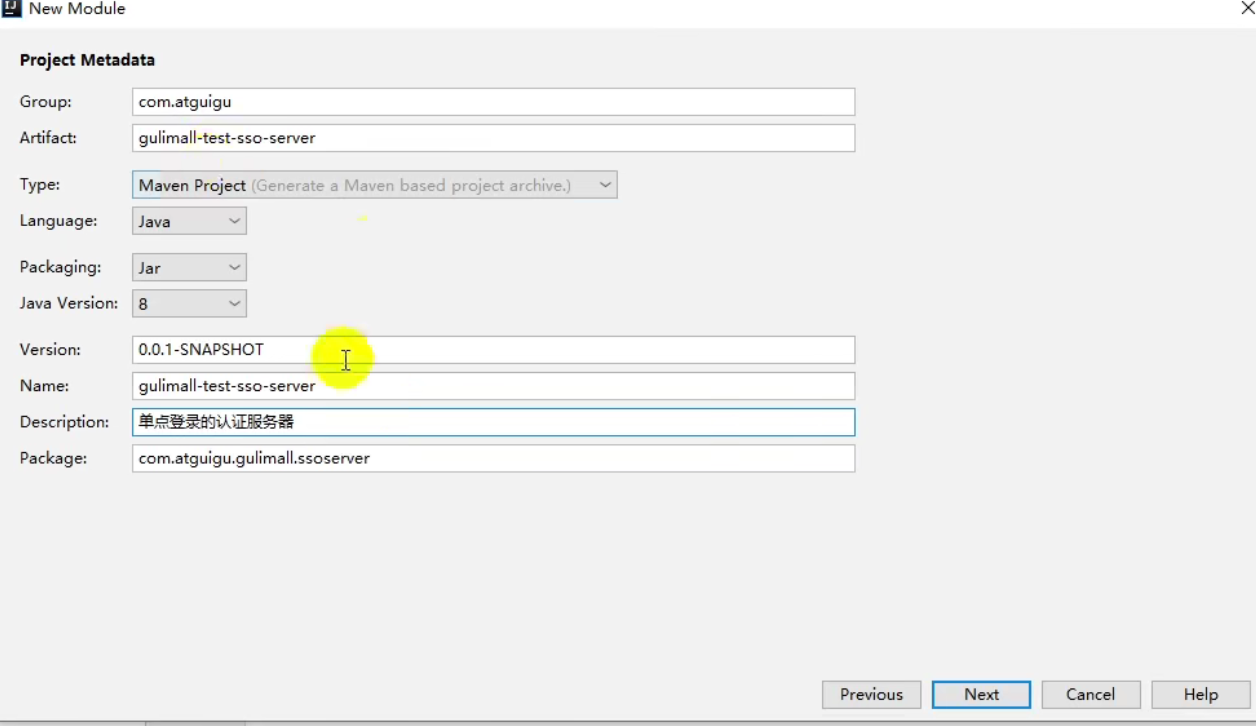 New Module
Project Metadata
Group: com.atguigu
Artifact: gulimall-test-sso-server
Type: Maven Project (Generate a Maven based project archive.)
Language: Java
Packaging: Jar
Java Version: 8
Version: 0.0.1-SNAPSHOT
Name: gulimall-test-sso-server
Description: 单点登录的认证服务器
Package: com.atguigu.gulimall.ssoserver
Previous Next Cancel Help